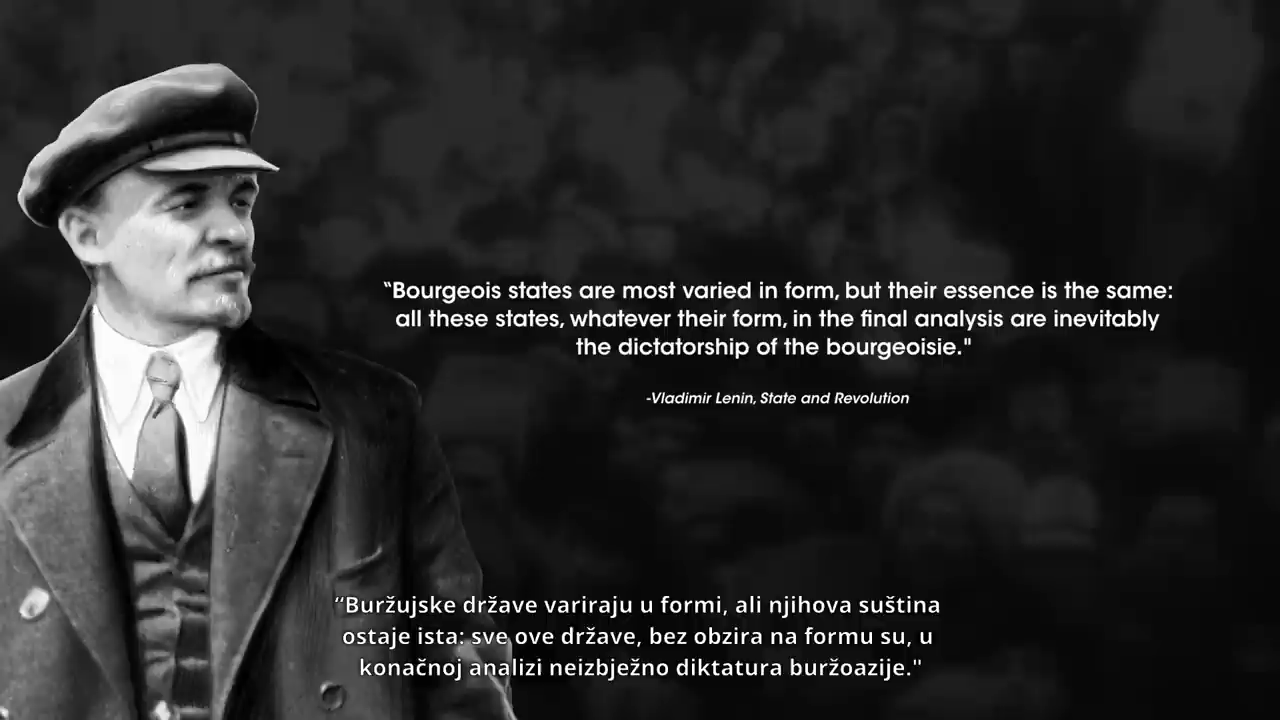 “Bourgeois states are most varied in form, but their essence is the same:
all these states, whatever their form, in the final analysis are inevitably
the dictatorship of the bourgeoisie."
-Vladimir Lenin, State and Revolution
“Buržujske države variraju u formi, ali njihova suština
ostaje ista: sve ove države, bez obzira na formu su, u
konačnoj analizi neizbježno diktatura buržoazije."